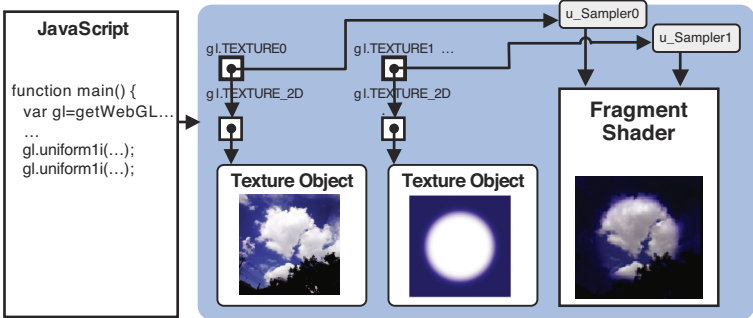 JavaScript
function main() {
var gl=getWebGL…
…
gl.uniform1i(…);
gl.uniform1i(…);
u_Sampler0
u_Sampler1
gl.TEXTURE0
gl.TEXTURE1 …
gl.TEXTURE_2D
gl.TEXTURE_2D
Texture Object
Texture Object
Fragment
Shader